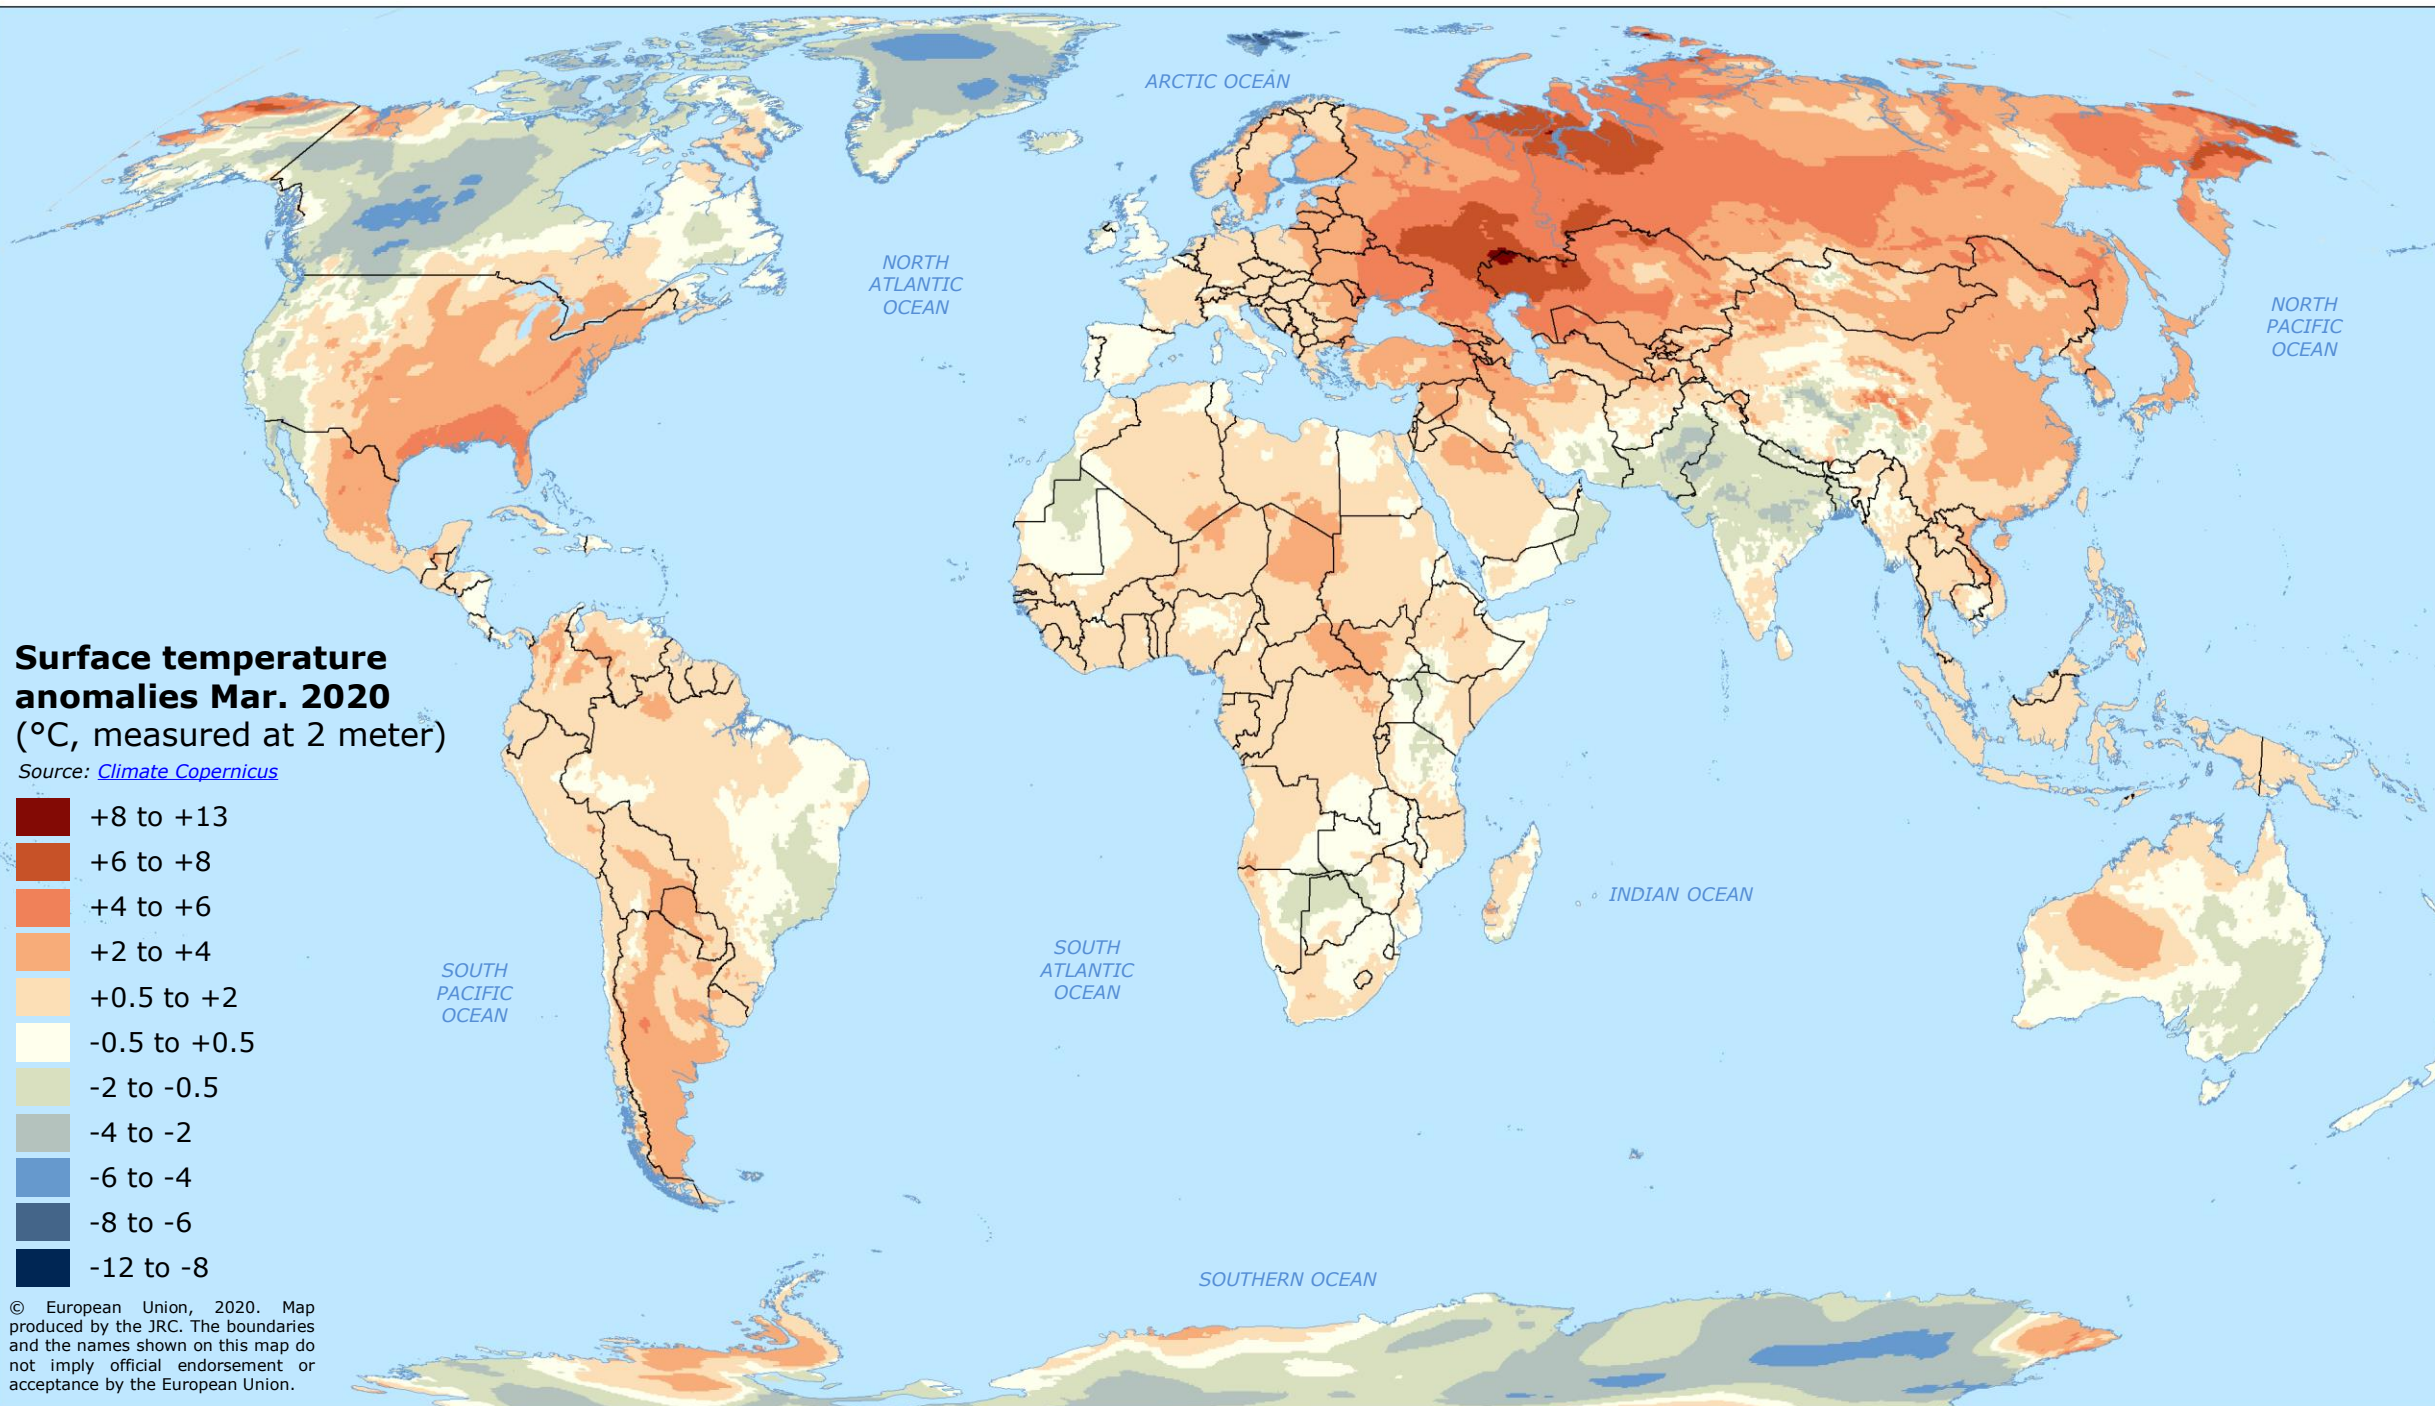 ARCTIC OCEAN
NORTH
ATLANTIC
OCEAN
NORTH
PACIFIC
OCEAN
Surface temperature
anomalies Mar. 2020
(°C, measured at 2 meter)
Source: Climate Copernicus
+8 to +13
+6 to +8
+4 to +6
+2 to +4
+0.5 to +2
-0.5 to +0.5
-2 to -0.5
-4 to -2
-6 to -4
-8 to -6
-12 to -8
INDIAN OCEAN
SOUTH
PACIFIC
OCEAN
SOUTH
ATLANTIC
OCEAN
SOUTHERN OCEAN
© European Union, 2020. Map
produced by the JRC. The boundaries
and the names shown on this map do
not imply official endorsement or
acceptance by the European Union.